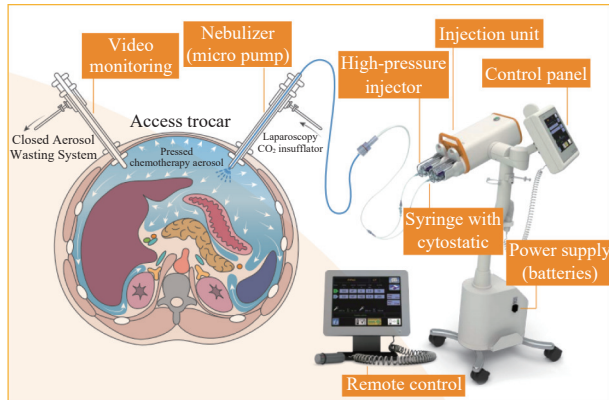 Video
monitoring
Nebulizer
(micro pump)
High-pressure
injector
Injection unit
Control panel
Access trocar
Closed Aerosol
Wasting System
Laparoscopy
CO₂ insufflator
Pressed
chemotherapy aerosol
Syringe with
cytostatic
Power supply
(batteries)
Remote control